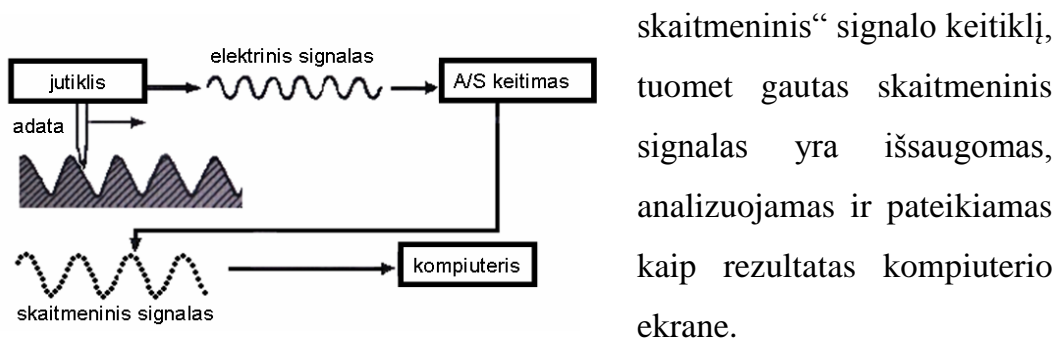 elektrinis signalas
jutiklis
A/S keitimas
adata
kompiuteris
skaitmeninis signalas
skaitmeninis“ signalo keitiklį,
tuomet gautas skaitmeninis
signalas yra išsaugomas,
analizuojamas ir pateikiamas
kaip rezultatas kompiuterio
ekrane.